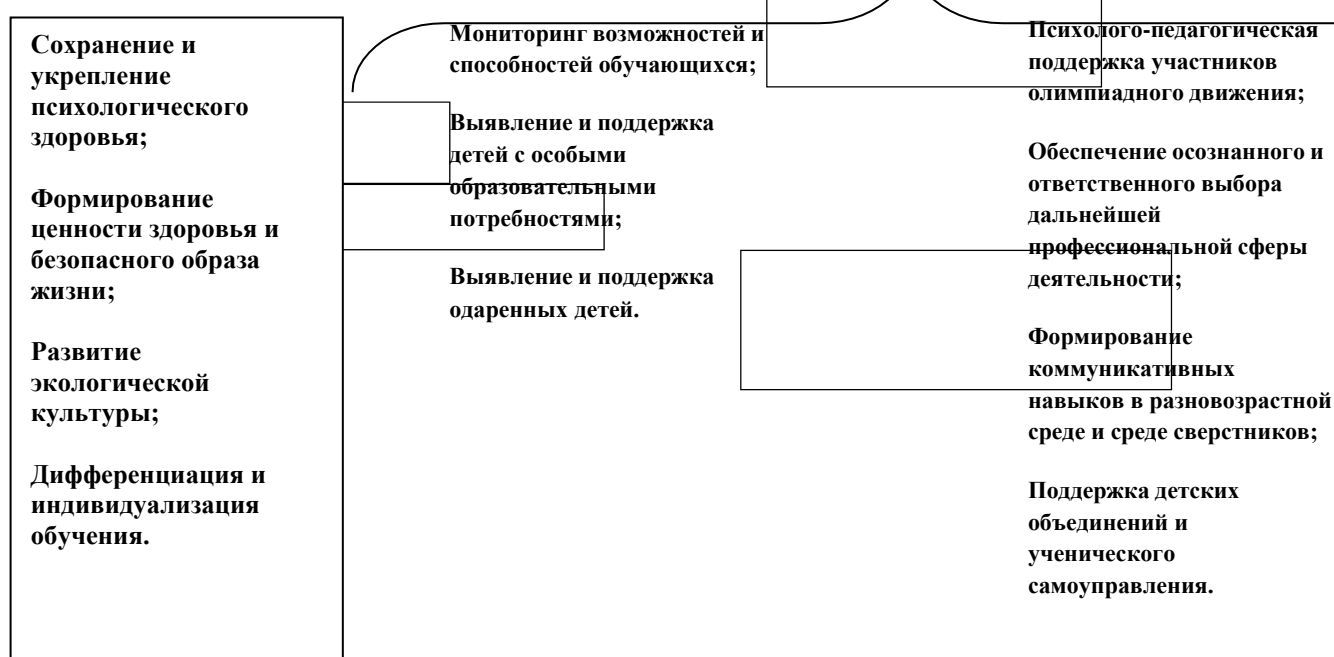 Сохранение и
укрепление
психологического
здоровья;
Формирование
ценности здоровья и
безопасного образа
жизни;
Развитие
экологической
культуры;
Дифференциация и
индивидуализация
обучения.
Мониторинг возможностей и
способностей обучающихся;
Выявление и поддержка
детей с особыми
образовательными
потребностями;
Выявление и поддержка
одаренных детей.
Психолого-педагогическая
поддержка участников
олимпиадного движения;
Обеспечение осознанного и
ответственного выбора
дальнейшей
профессиональной сферы
деятельности;
Формирование
коммуникативных
навыков в разновозрастной
среде и среде сверстников;
Поддержка детских
объединений и
ученического
самоуправления.